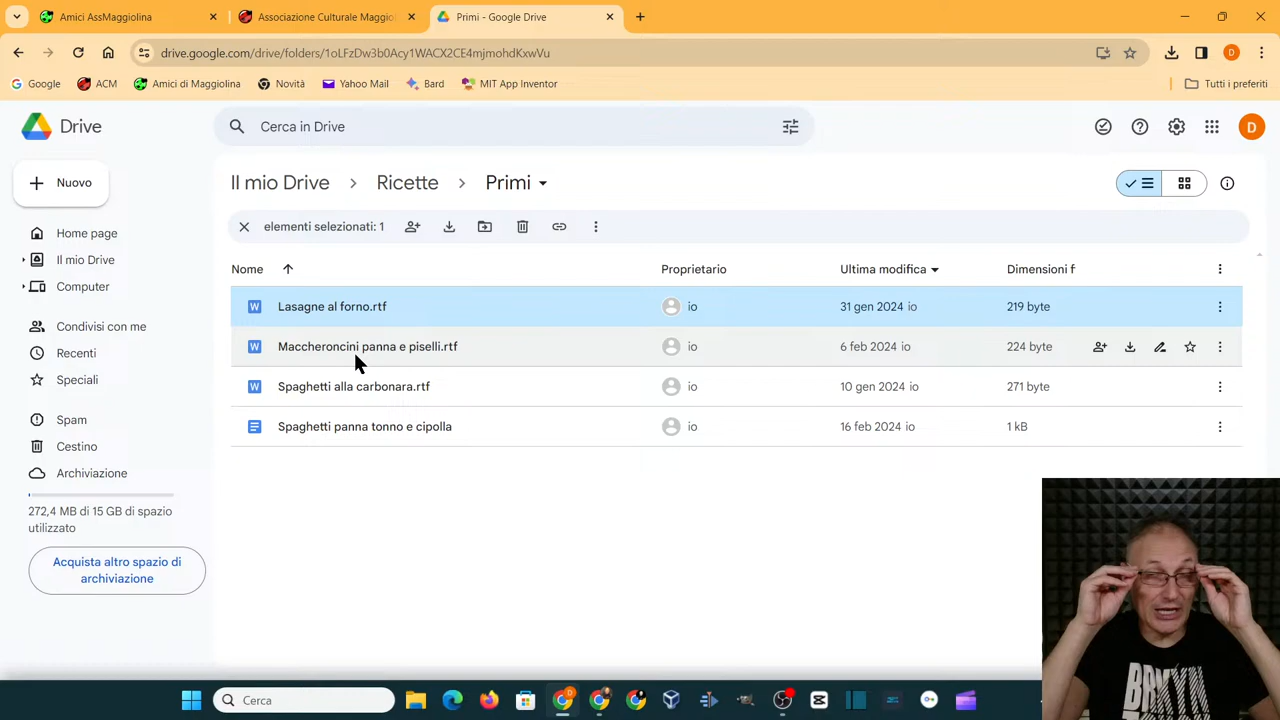 Amici AssMaggiolina
Associazione Culturale Maggiol
Primi - Google Drive
drive.google.com/drive/folders/1oLFzDw3b0Acy1WACX2CE4mjmohdKxwVu
Google ACM Amici di Maggiolina Novità Yahoo Mail Bard MIT App Inventor Tutti i preferiti
Drive
Cerca in Drive
D
Nuovo
Il mio Drive > Ricette > Primi
elementi selezionati: 1
Nome Proprietario Ultima modifica Dimensioni f
Lasagne al forno.rtf io 31 gen 2024 io 219 byte
Maccheroncini panna e piselli.rtf io 6 feb 2024 io 224 byte
Spaghetti alla carbonara.rtf io 10 gen 2024 io 271 byte
Spaghetti panna tonno e cipolla io 16 feb 2024 io 1 kB
Home page
Il mio Drive
Computer
Condivisi con me
Recenti
Speciali
Spam
Cestino
Archiviazione
272,4 MB di 15 GB di spazio
utilizzato
Acquista altro spazio di
archiviazione
Cerca